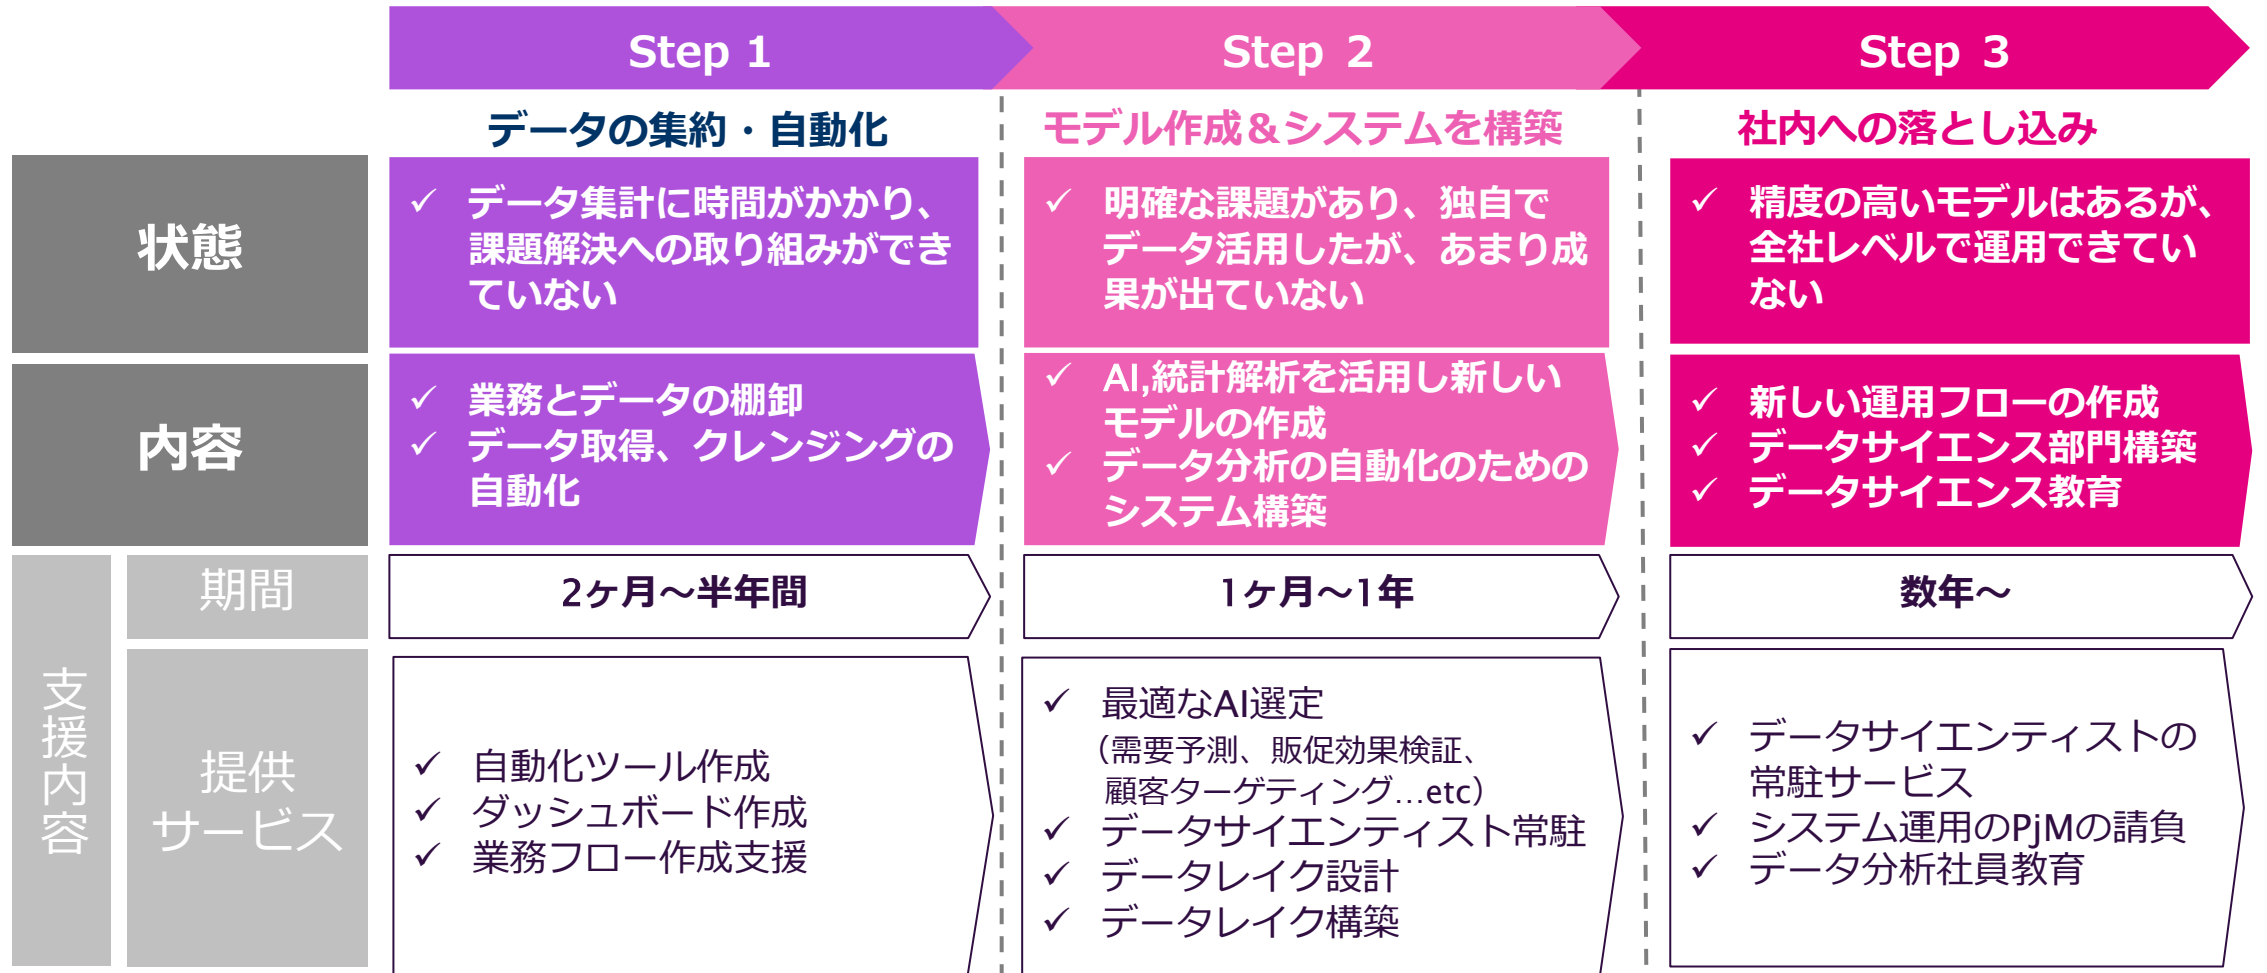 Step 1
Step 2
Step 3
データの集約・自動化
モデル作成＆システムを構築
社内への落とし込み
状態
✓ データ集計に時間がかかり、
課題解決への取り組みができ
ていない
✓ 明確な課題があり、独自で
データ活用したが、あまり成
果が出ていない
✓ 精度の高いモデルはあるが、
全社レベルで運用できてい
ない
内容
✓ 業務とデータの棚卸
✓ データ取得、クレンジングの
自動化
✓ AI,統計解析を活用し新しい
モデルの作成
✓ データ分析の自動化のための
システム構築
✓ 新しい運用フローの作成
✓ データサイエンス部門構築
✓ データサイエンス教育
支援内容
期間
2ヶ月～半年間
1ヶ月～1年
数年～
提供
サービス
✓ 自動化ツール作成
✓ ダッシュボード作成
✓ 業務フロー作成支援
✓ 最適なAI選定
（需要予測、販促効果検証、
顧客ターゲティング…etc）
✓ データサイエンティスト常駐
✓ データレイク設計
✓ データレイク構築
✓ データサイエンティストの
常駐サービス
✓ システム運用のPjMの請負
✓ データ分析社員教育